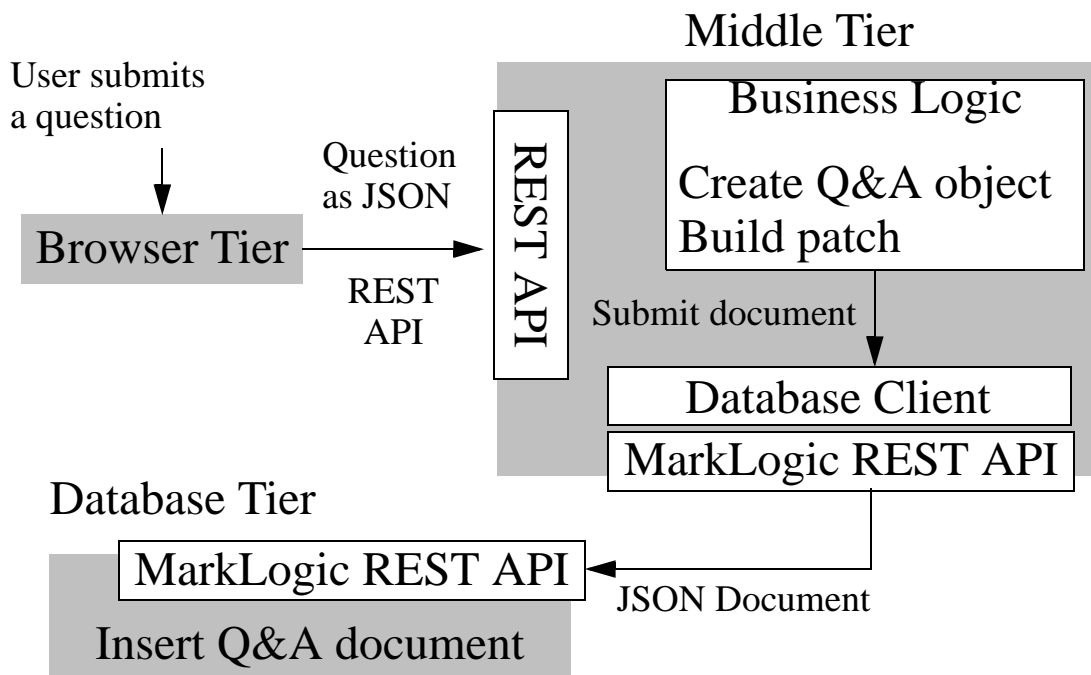 Middle Tier
User submits
a question
Business Logic
Question
as JSON
REST API
Create Q&A object
Build patch
Browser Tier
REST
API
Submit document
Database Client
MarkLogic REST API
Database Tier
MarkLogic REST API
JSON Document
Insert Q&A document